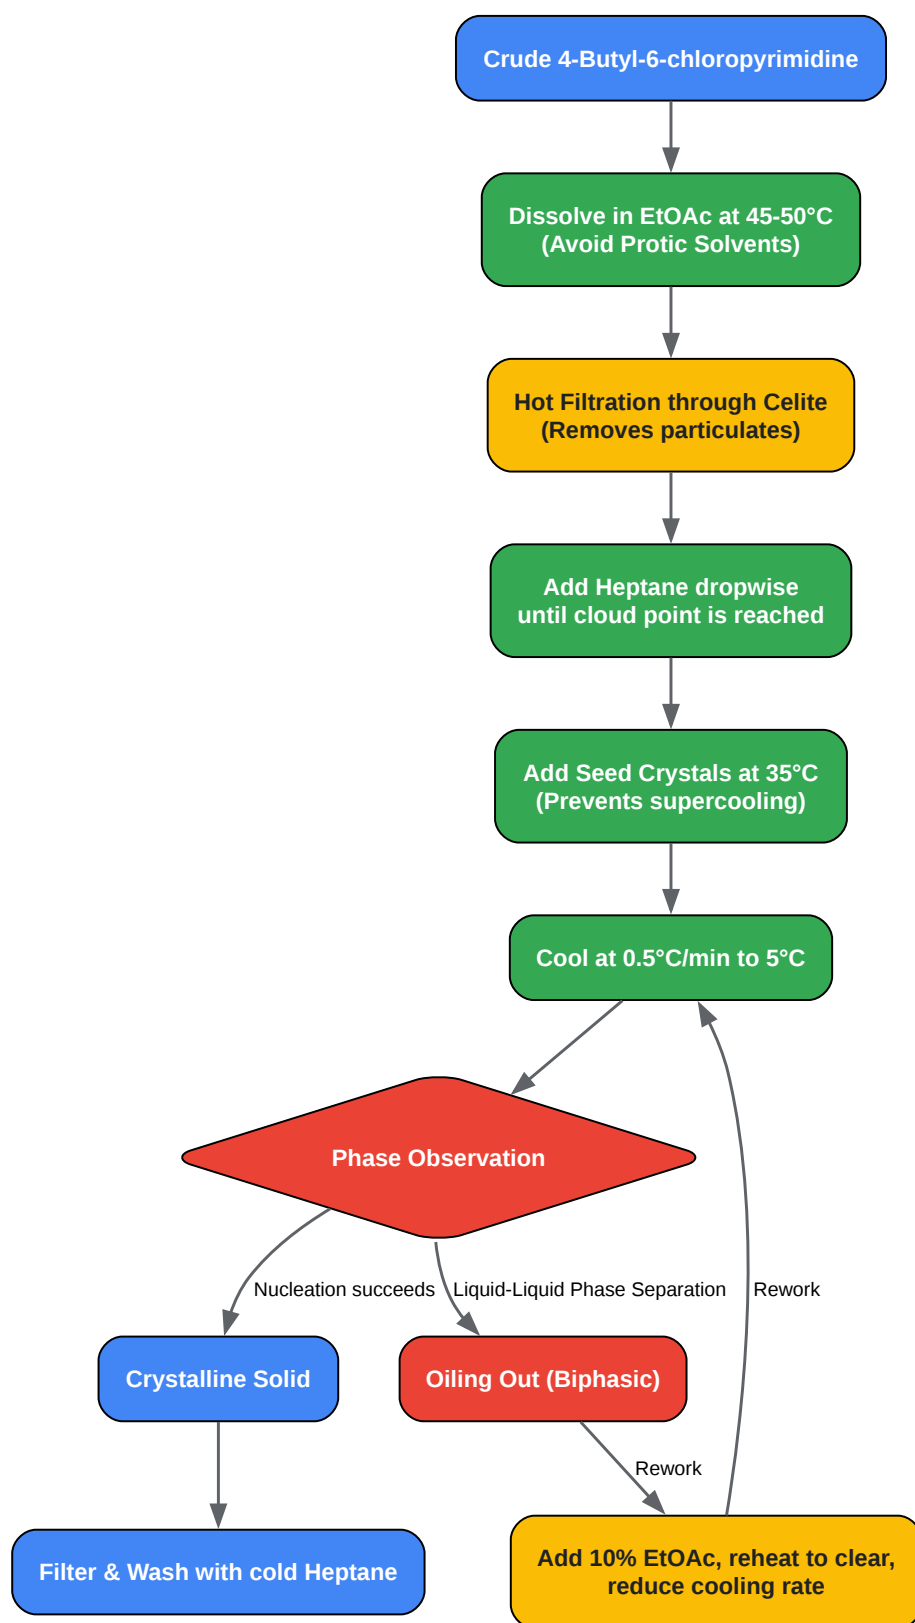 Crude 4-Butyl-6-chloropyrimidine
Dissolve in EtOAc at 45-50°C
(Avoid Protic Solvents)
Hot Filtration through Celite
(Removes particulates)
Add Heptane dropwise
until cloud point is reached
Add Seed Crystals at 35°C
(Prevents supercooling)
Cool at 0.5°C/min to 5°C
Phase Observation
Nucleation succeeds
Liquid-Liquid Phase Separation
Rework
Crystalline Solid
Oiling Out (Biphasic)
Rework
Filter & Wash with cold Heptane
Add 10% EtOAc, reheat to clear,
reduce cooling rate